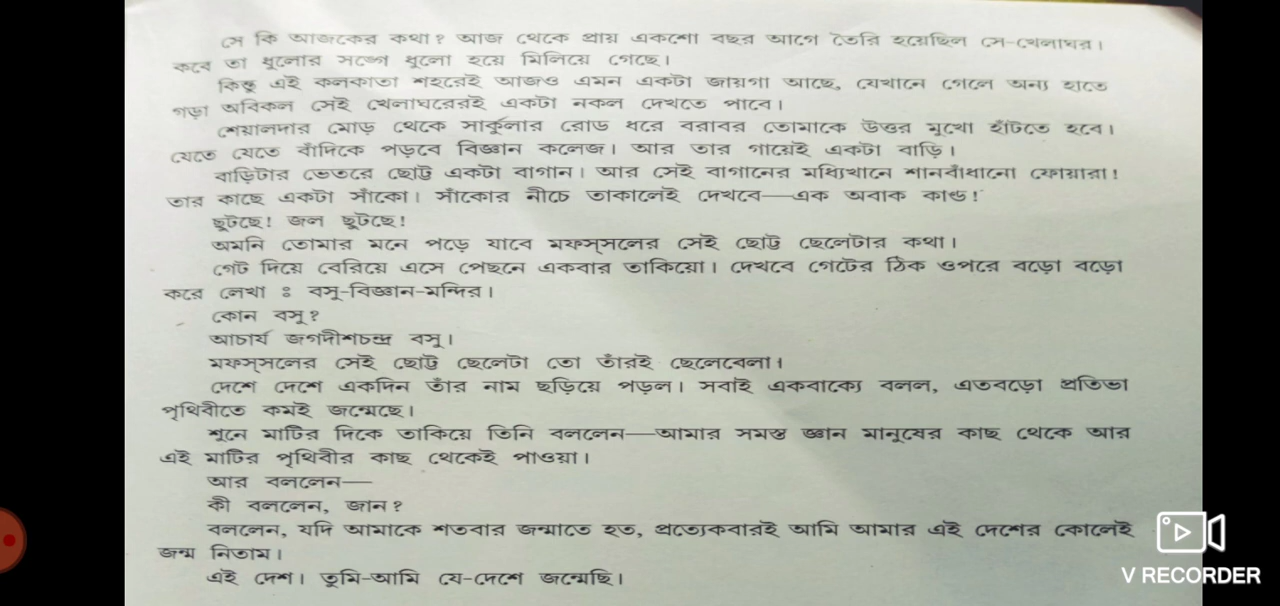 সে কি আজকের কথা? আজ থেকে প্রায় একশো বছর আগে তৈরি হয়েছিল সে-খেলাঘর।
কবে তা ধুলোর সঙ্গে ধুলো হয়ে মিলিয়ে গেছে।
কিন্তু এই কলকাতা শহরেই আজও এমন একটা জায়গা আছে, যেখানে গেলে অন্য হাতে
গড়া অবিকল সেই খেলাঘরেরই একটা নকল দেখতে পাবে।
শেয়ালদার মোড় থেকে সার্কুলার রোড ধরে বরাবর তোমাকে উত্তর মুখো হাঁটতে হবে।
যেতে যেতে বাঁদিকে পড়বে বিজ্ঞান কলেজ। আর তার গায়েই একটা বাড়ি।
বাড়িটার ভেতরে ছোট্ট একটা বাগান। আর সেই বাগানের মধ্যিখানে শানবাঁধানো ফোয়ারা!
তার কাছে একটা সাঁকো। সাঁকোর নীচে তাকালেই দেখবে—এক অবাক কাণ্ড!
ছুটছে! জল ছুটছে!
অমনি তোমার মনে পড়ে যাবে মফস্‌সলের সেই ছোট্ট ছেলেটার কথা।
গেট দিয়ে বেরিয়ে এসে পেছনে একবার তাকিয়ো। দেখবে গেটের ঠিক ওপরে বড়ো বড়ো
করে লেখা ঃ বসু-বিজ্ঞান-মন্দির।
কোন বসু?
আচার্য জগদীশচন্দ্র বসু।
মফস্‌সলের সেই ছোট্ট ছেলেটা তো তাঁরই ছেলেবেলা।
দেশে দেশে একদিন তাঁর নাম ছড়িয়ে পড়ল। সবাই একবাক্যে বলল, এতবড়ো প্রতিভা
পৃথিবীতে কমই জন্মেছে।
শুনে মাটির দিকে তাকিয়ে তিনি বললেন—আমার সমস্ত জ্ঞান মানুষের কাছ থেকে আর
এই মাটির পৃথিবীর কাছ থেকেই পাওয়া।
আর বললেন—
কী বললেন, জান?
বললেন, যদি আমাকে শতবার জন্মাতে হত, প্রত্যেকবারই আমি আমার এই দেশের কোলেই
জন্ম নিতাম।
এই দেশ। তুমি-আমি যে-দেশে জন্মেছি।
V RECORDER